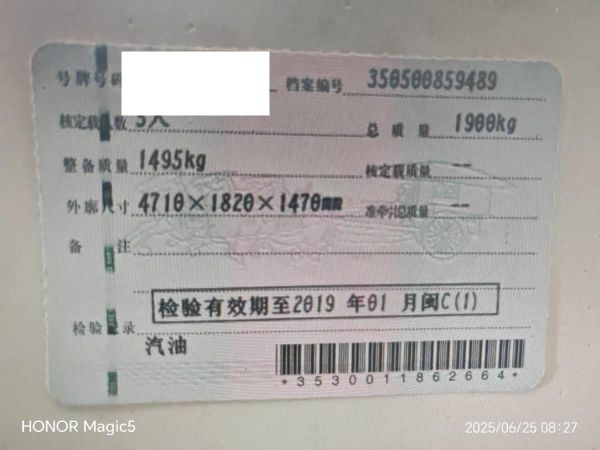 号牌号码 档案编号 350500859489
核定载人数 5人 总质量 1900kg
整备质量 1495kg 核定载质量 --
外廓尺寸 4710×1820×1470mm 准牵引总质量 --
备注
检验有效期至2019年01月闽C(1)
检验记录
汽油
*3530011862664*
HONOR Magic5
2025/06/25 08:27